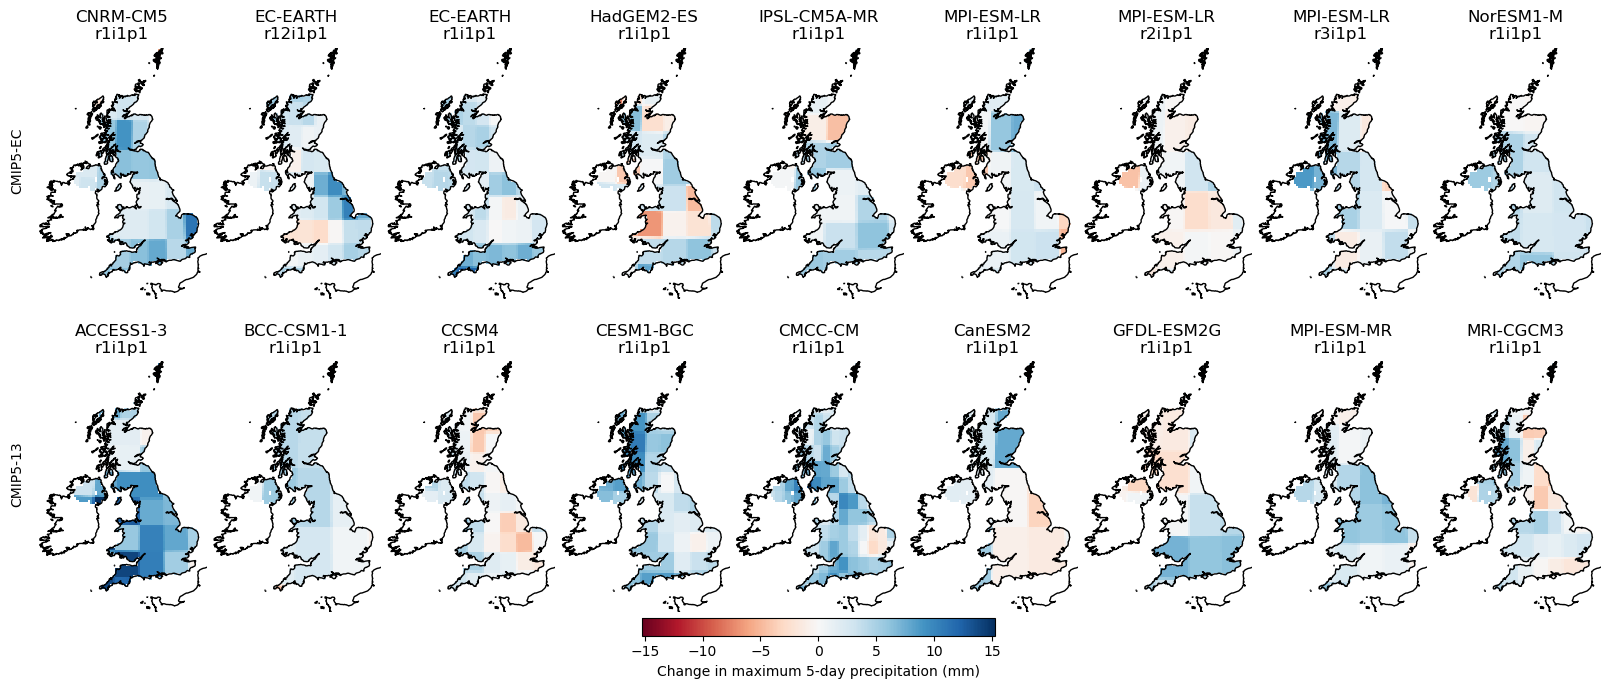 CNRM-CM5
r1i1p1
EC-EARTH
r12i1p1
EC-EARTH
r1i1p1
HadGEM2-ES
r1i1p1
IPSL-CM5A-MR
r1i1p1
MPI-ESM-LR
r1i1p1
MPI-ESM-LR
r2i1p1
MPI-ESM-LR
r3i1p1
NorESM1-M
r1i1p1
CMIP5-EC
ACCESS1-3
r1i1p1
BCC-CSM1-1
r1i1p1
CCSM4
r1i1p1
CESM1-BGC
r1i1p1
CMCC-CM
r1i1p1
CanESM2
r1i1p1
GFDL-ESM2G
r1i1p1
MPI-ESM-MR
r1i1p1
MRI-CGCM3
r1i1p1
CMIP5-13
−15 −10 −5 0 5 10 15
Change in maximum 5-day precipitation (mm)